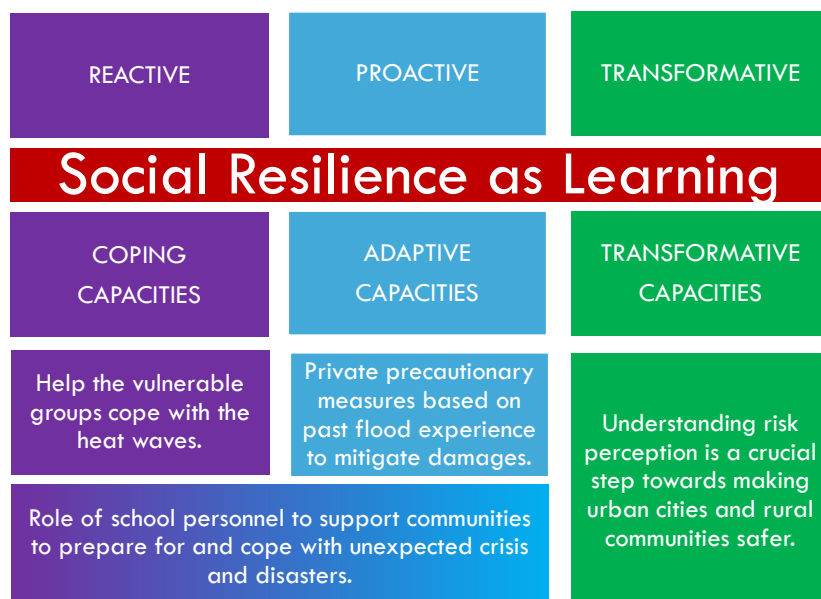 REACTIVE
PROACTIVE
TRANSFORMATIVE
Social Resilience as Learning
COPING
CAPACITIES
ADAPTIVE
CAPACITIES
TRANSFORMATIVE
CAPACITIES
Help the vulnerable
groups cope with the
heat waves.
Private precautionary
measures based on
past flood experience
to mitigate damages.
Understanding risk
perception is a crucial
step towards making
urban cities and rural
communities safer.
Role of school personnel to support communities
to prepare for and cope with unexpected crisis
and disasters.